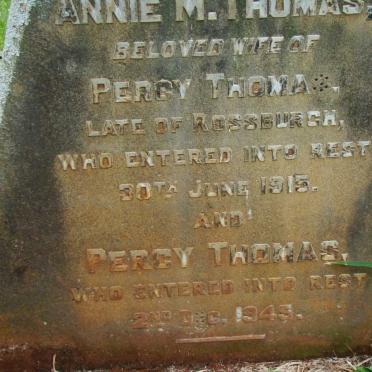 ANNIE M. THOMAS
BELOVED WIFE OF
PERCY THOMAS,
LATE OF ROSSBURGH,
WHO ENTERED INTO REST
30TH JUNE 1915.
AND
PERCY THOMAS,
WHO ENTERED INTO REST
2ND DEC. 1943.